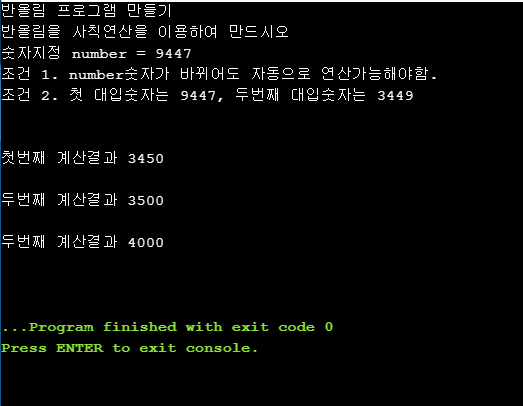 반올림 프로그램 만들기
반올림을 사칙연산을 이용하여 만드시오
숫자지정 number = 9447
조건 1. number숫자가 바뀌어도 자동으로 연산가능해야함.
조건 2. 첫 대입숫자는 9447, 두번째 대입숫자는 3449
첫번째 계산결과 3450
두번째 계산결과 3500
두번째 계산결과 4000
...Program finished with exit code 0
Press ENTER to exit console.